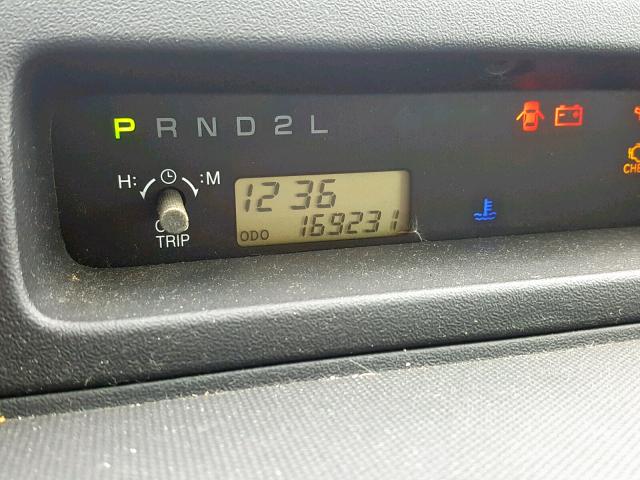 P R N D 2 L
H: :M
12 36
ODO 169231
TRIP